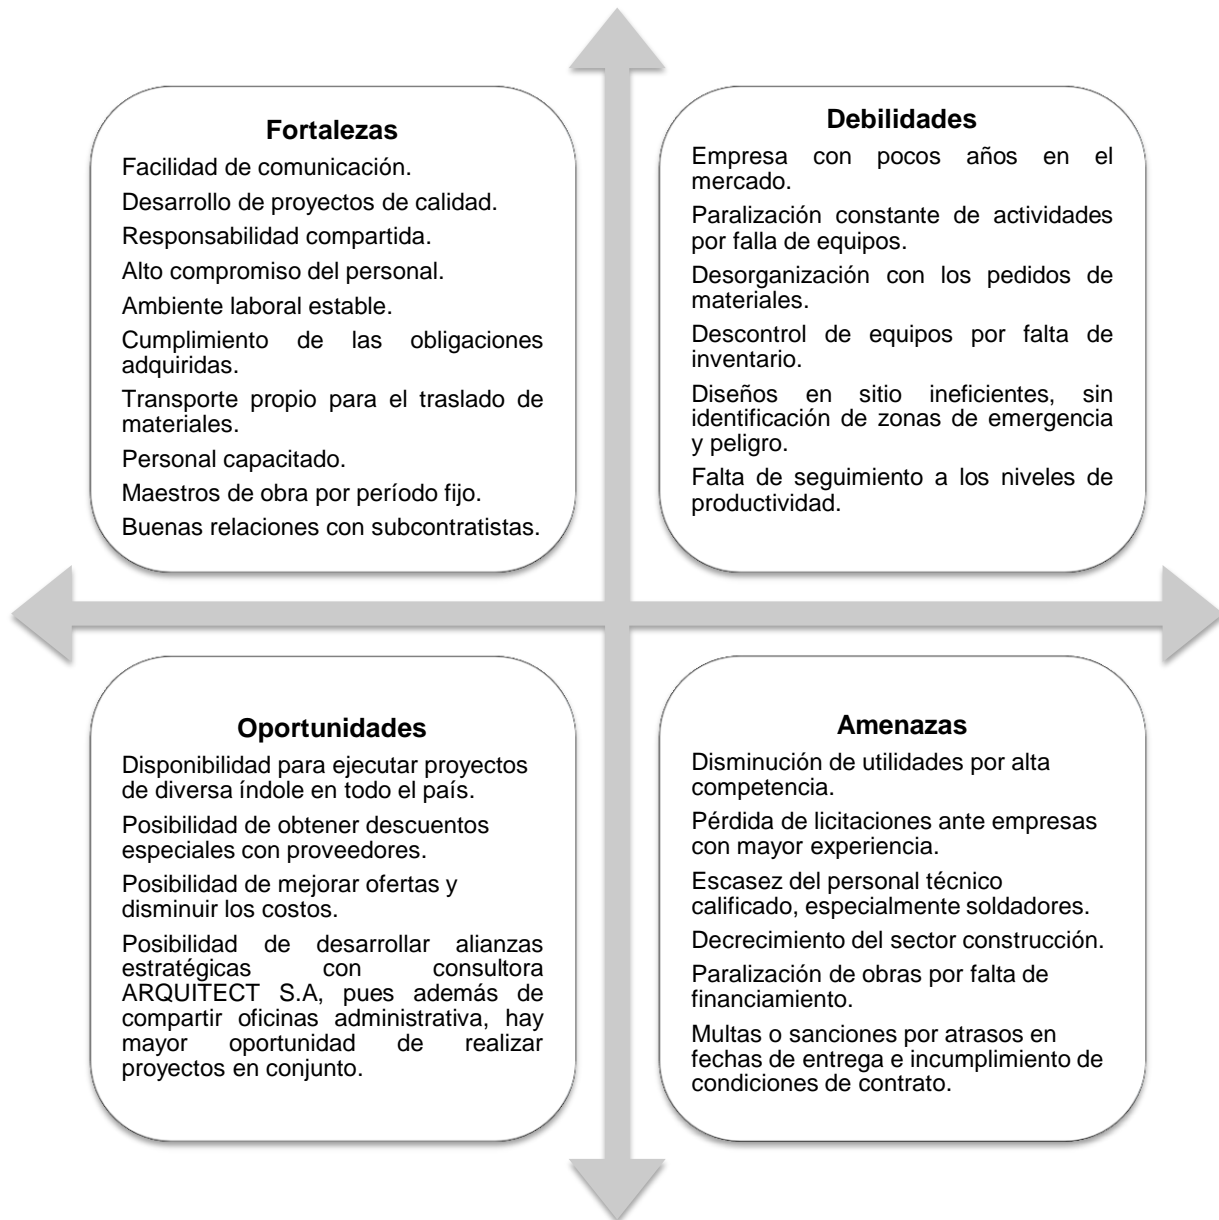 Fortalezas
Facilidad de comunicación.
Desarrollo de proyectos de calidad.
Responsabilidad compartida.
Alto compromiso del personal.
Ambiente laboral estable.
Cumplimiento de las obligaciones
adquiridas.
Transporte propio para el traslado de
materiales.
Personal capacitado.
Maestros de obra por período fijo.
Buenas relaciones con subcontratistas.
Debilidades
Empresa con pocos años en el
mercado.
Paralización constante de actividades
por falla de equipos.
Desorganización con los pedidos de
materiales.
Descontrol de equipos por falta de
inventario.
Diseños en sitio ineficientes, sin
identificación de zonas de emergencia
y peligro.
Falta de seguimiento a los niveles de
productividad.
Oportunidades
Disponibilidad para ejecutar proyectos
de diversa índole en todo el país.
Posibilidad de obtener descuentos
especiales con proveedores.
Posibilidad de mejorar ofertas y
disminuir los costos.
Posibilidad de desarrollar alianzas
estratégicas con consultora
ARQUITECT S.A, pues además de
compartir oficinas administrativa, hay
mayor oportunidad de realizar
proyectos en conjunto.
Amenazas
Disminución de utilidades por alta
competencia.
Pérdida de licitaciones ante empresas
con mayor experiencia.
Escasez del personal técnico
calificado, especialmente soldadores.
Decrecimiento del sector construcción.
Paralización de obras por falta de
financiamiento.
Multas o sanciones por atrasos en
fechas de entrega e incumplimiento de
condiciones de contrato.